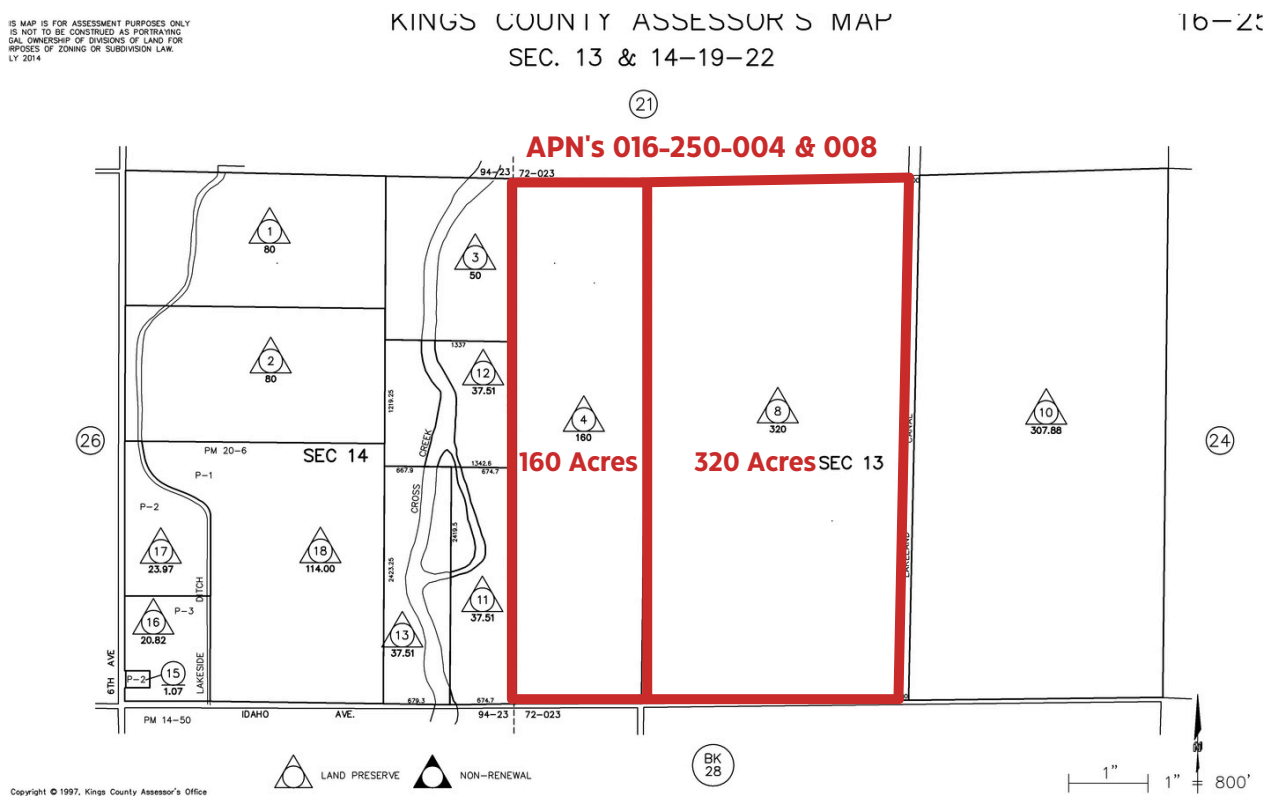 IS MAP IS FOR ASSESSMENT PURPOSES ONLY
IS NOT TO BE CONSTRUED AS PORTRAYING
GAL OWNERSHIP OF DIVISIONS OF LAND FOR
RPOSES OF ZONING OR SUBDIVISION LAW.
LY 2014
KINGS COUNTY ASSESSOR'S MAP
SEC. 13 & 14-19-22
16-25
21
APN's 016-250-004 & 008
94-23
72-023
1
80
3
50
1337
2
80
12
37.51
1219.25
4
160
8
320
10
307.88
CANAL
26
24
PM 20-6
SEC 14
CREEK
1342.6
667.9
674.7
160 Acres
320 Acres
SEC 13
P-1
P-2
CROSS
2419.5
17
23.97
18
114.00
2423.25
LAKELAND
DITCH
P-3
16
20.82
11
37.51
13
37.51
6TH AVE
P-2
15
1.07
LAKESIDE
679.3
674.7
PM 14-50
IDAHO AVE.
94-23
72-023
BK
28
LAND PRESERVE
NON-RENEWAL
1"
1" = 800'
Copyright © 1997, Kings County Assessor's Office